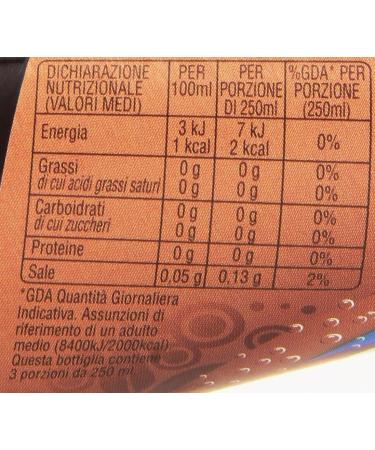 DICHIARAZIONE NUTRIZIONALE (VALORI MEDI) PER 100ml PER PORZIONE DI 250ml %GDA* PER PORZIONE (250ml)
Energia 3 kJ 7 kJ
1 kcal 2 kcal 0%
Grassi 0 g 0 g 0%
di cui acidi grassi saturi 0 g 0 g 0%
Carboidrati 0 g 0 g 0%
di cui zuccheri 0 g 0 g 0%
Proteine 0 g 0 g 0%
Sale 0,05 g 0,13 g 2%
*GDA Quantità Giornaliera
Indicativa. Assunzioni di
riferimento di un adulto
medio (8400kJ/2000kcal)
Questa bottiglia contiene
3 porzioni da 250 ml